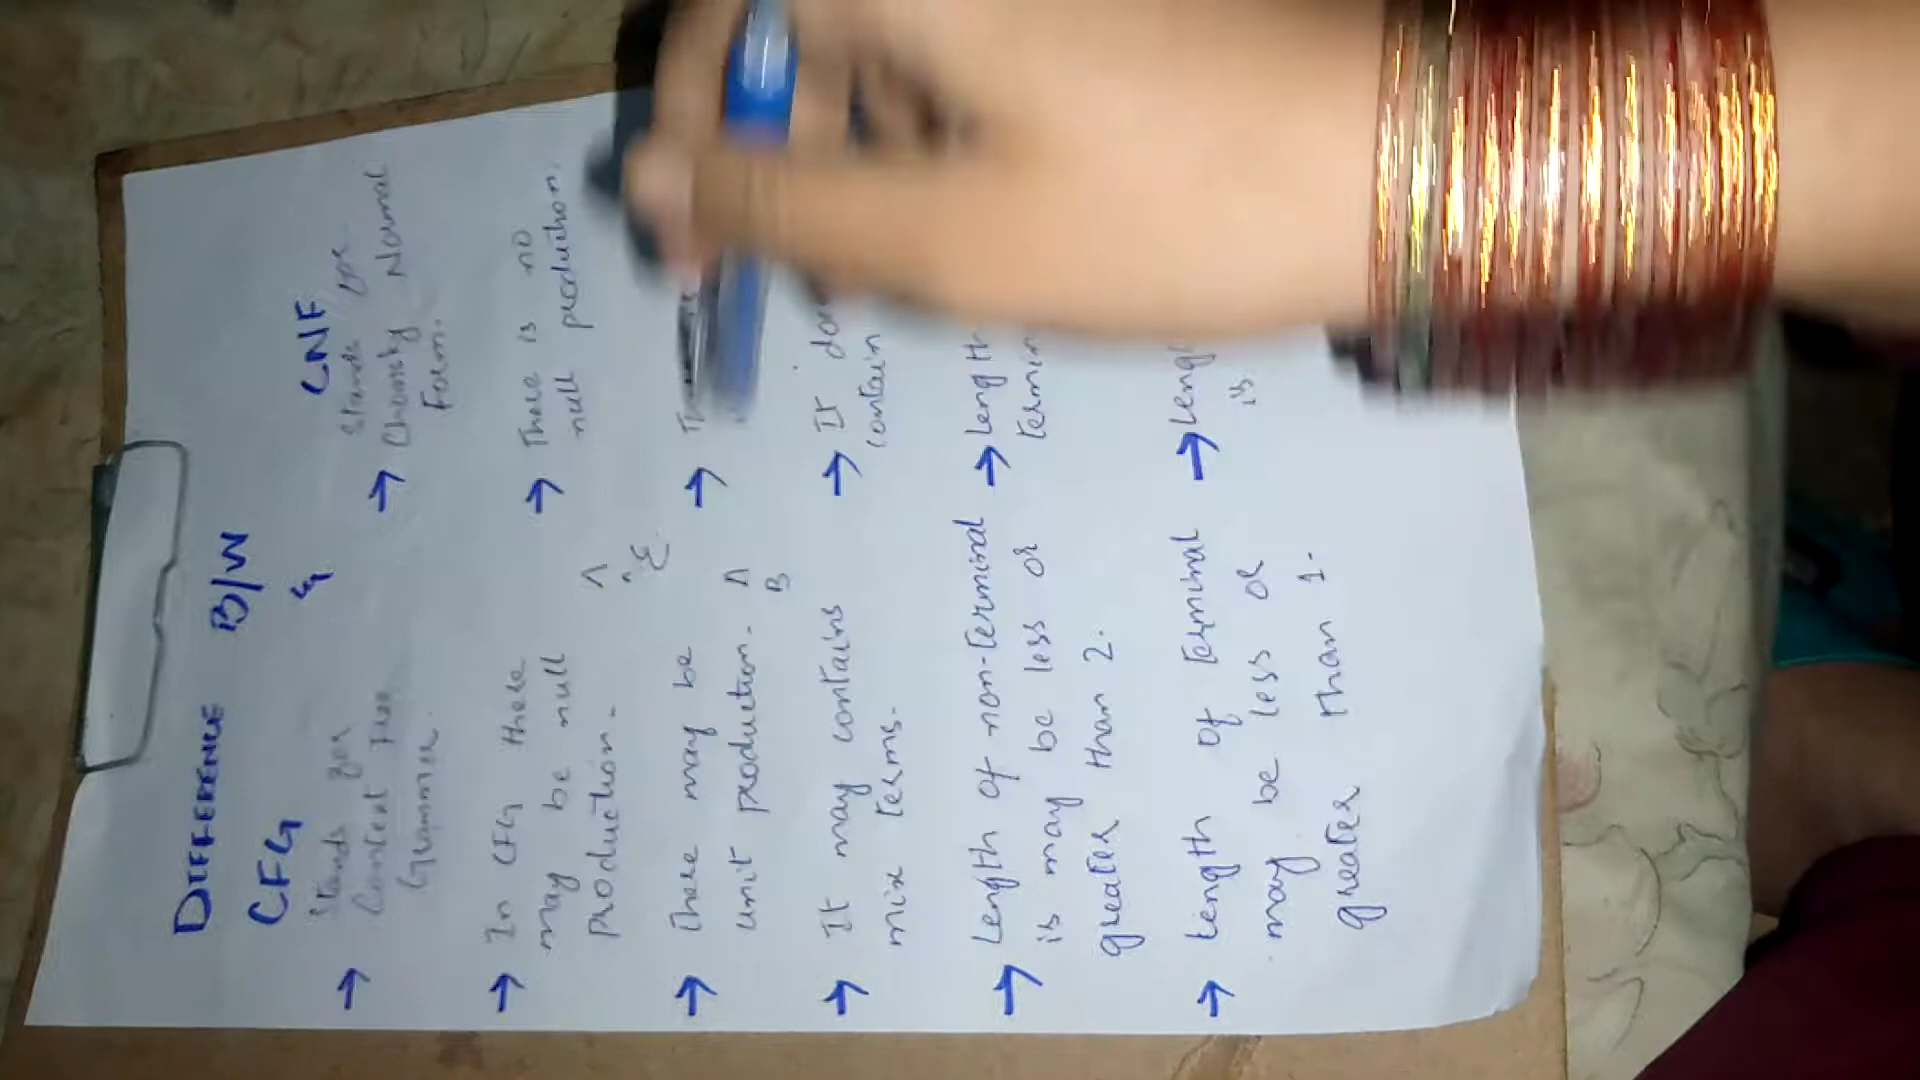 DIFFERENCE B/W
CFG & CNF
→ Stands for
Context Free
Grammer.
→ In CFG there
may be null
production.
^
^
ε.
→ There may be
unit production. A
B
→ It may contains
mix terms.
→ Length of non-terminal
is may be less or
greater than 2.
→ Length of terminal
may be less or
greater than 1.
Stands for
→ Chomsky Normal
Form.
→ There is no
null production.
→
→ It
contain
→ Length
→
is